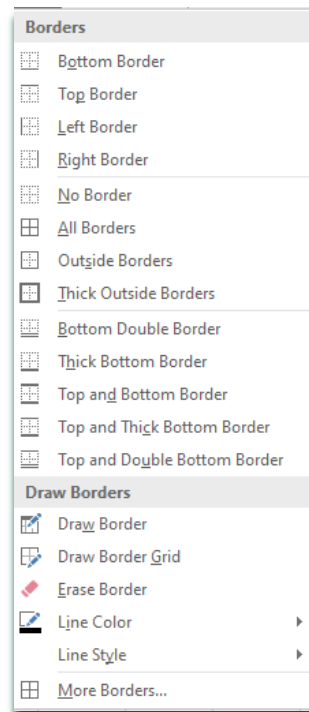 Borders
Bottom Border
Top Border
Left Border
Right Border
No Border
All Borders
Outside Borders
Thick Outside Borders
Bottom Double Border
Thick Bottom Border
Top and Bottom Border
Top and Thick Bottom Border
Top and Double Bottom Border
Draw Borders
Draw Border
Draw Border Grid
Erase Border
Line Color
Line Style
More Borders...